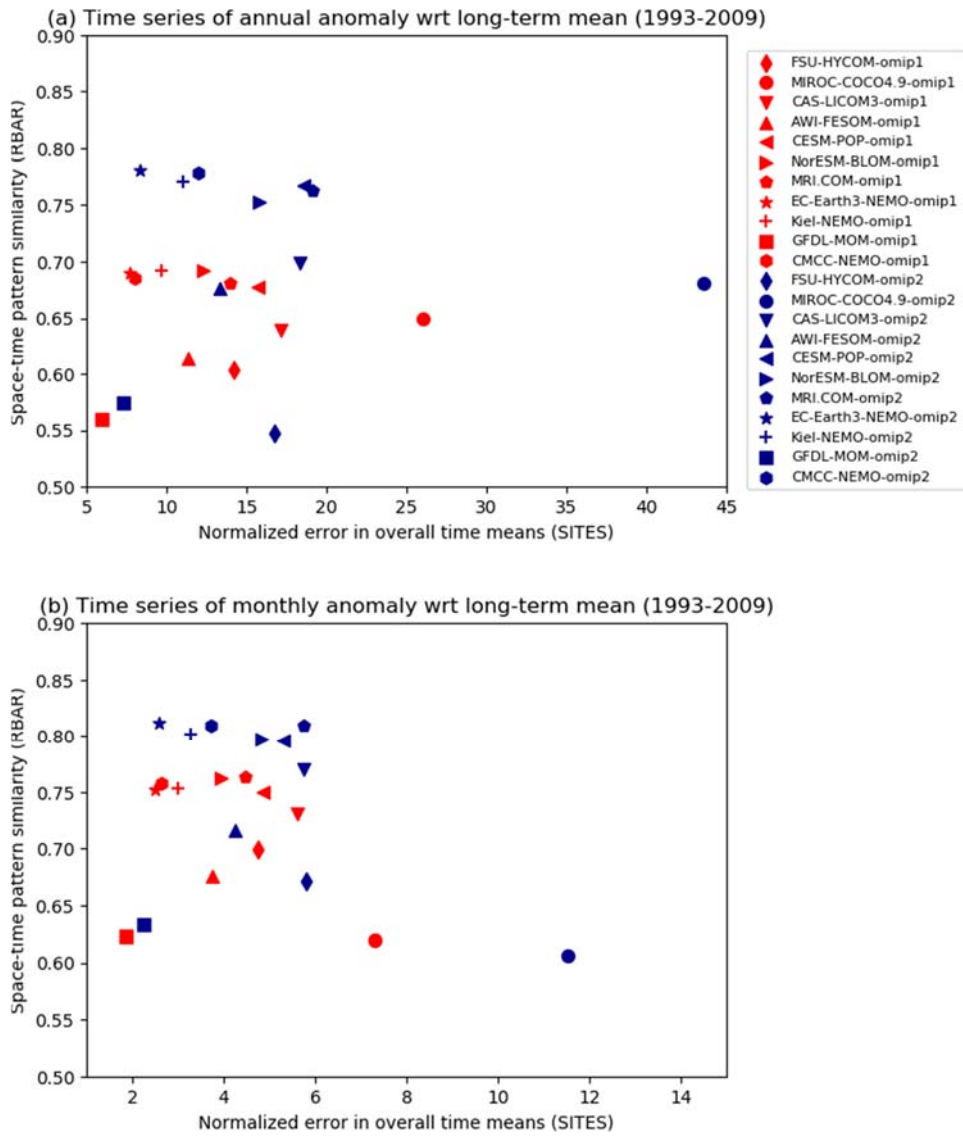 (a) Time series of annual anomaly wrt long-term mean (1993-2009)
0.90
0.85
0.80
0.75
0.70
0.65
0.60
0.55
0.50
Space-time pattern similarity (RBAR)
5 10 15 20 25 30 35 40 45
Normalized error in overall time means (SITES)
FSU-HYCOM-omip1
MIROC-COCO4.9-omip1
CAS-LICOM3-omip1
AWI-FESOM-omip1
CESM-POP-omip1
NorESM-BLOM-omip1
MRI.COM-omip1
EC-Earth3-NEMO-omip1
Kiel-NEMO-omip1
GFDL-MOM-omip1
CMCC-NEMO-omip1
FSU-HYCOM-omip2
MIROC-COCO4.9-omip2
CAS-LICOM3-omip2
AWI-FESOM-omip2
CESM-POP-omip2
NorESM-BLOM-omip2
MRI.COM-omip2
EC-Earth3-NEMO-omip2
Kiel-NEMO-omip2
GFDL-MOM-omip2
CMCC-NEMO-omip2
(b) Time series of monthly anomaly wrt long-term mean (1993-2009)
0.90
0.85
0.80
0.75
0.70
0.65
0.60
0.55
0.50
Space-time pattern similarity (RBAR)
2 4 6 8 10 12 14
Normalized error in overall time means (SITES)